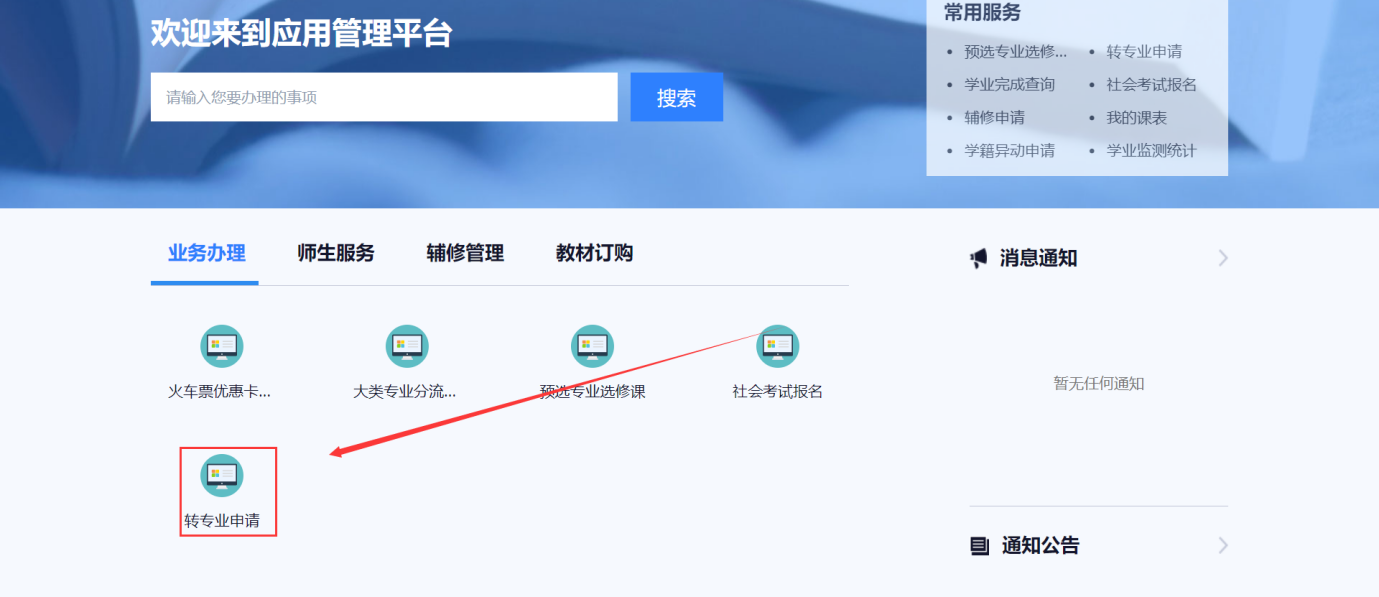 欢迎来到应用管理平台
请输入您要办理的事项
搜索
常用服务
预选专业选修...
转专业申请
学业完成查询
社会考试报名
辅修申请
我的课表
学籍异动申请
学业监测统计
业务办理
师生服务
辅修管理
教材订购
火车票优惠卡...
大类专业分流...
预选专业选修课
社会考试报名
转专业申请
消息通知
暂无任何通知
通知公告